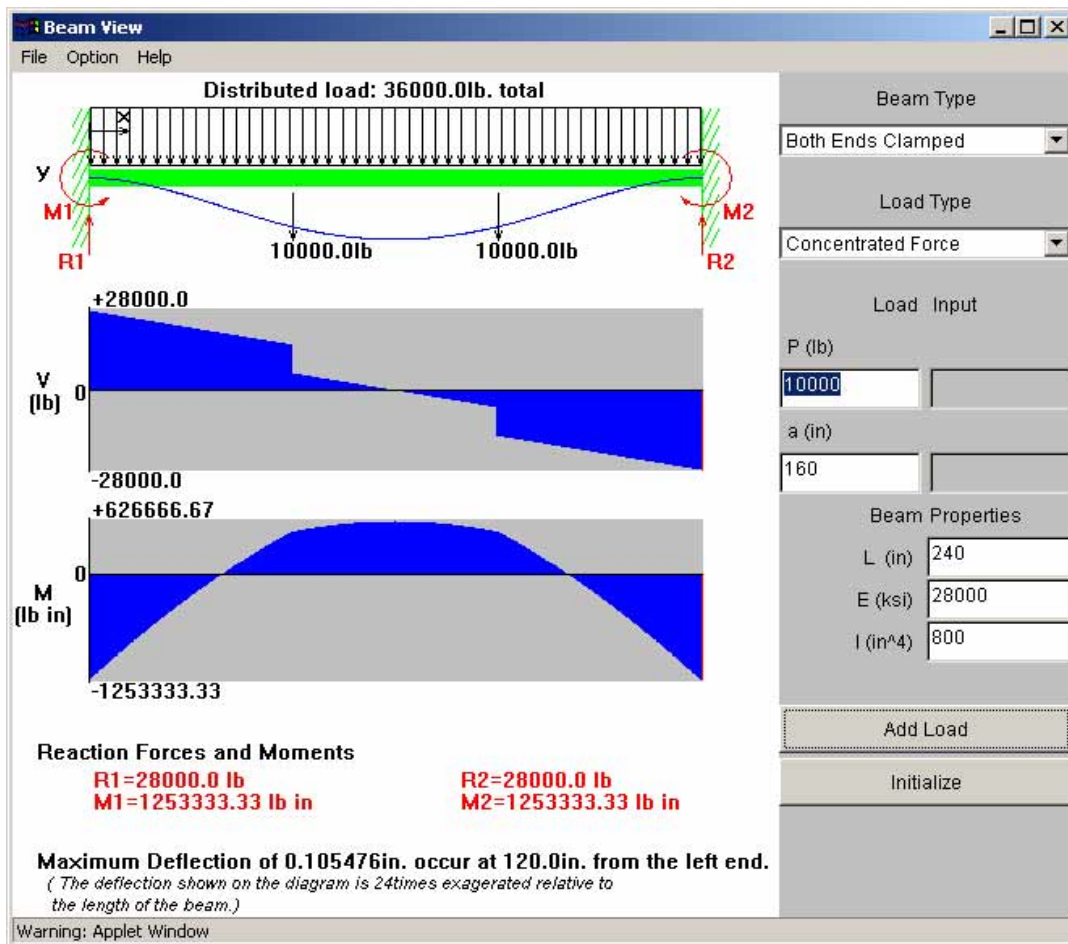 Beam View
File Option Help
Distributed load: 36000.0lb. total
X
y
M1
M2
10000.0lb 10000.0lb
R1
R2
+28000.0
V
0
(lb)
-28000.0
+626666.67
0
M
(lb in)
-1253333.33
Reaction Forces and Moments
R1=28000.0 lb R2=28000.0 lb
M1=1253333.33 lb in M2=1253333.33 lb in
Maximum Deflection of 0.105476in. occur at 120.0in. from the left end.
( The deflection shown on the diagram is 24times exagerated relative to
the length of the beam.)
Warning: Applet Window
Beam Type
Both Ends Clamped
Load Type
Concentrated Force
Load Input
P (lb)
10000
a (in)
160
Beam Properties
L (in) 240
E (ksi) 28000
I (in^4) 800
Add Load
Initialize